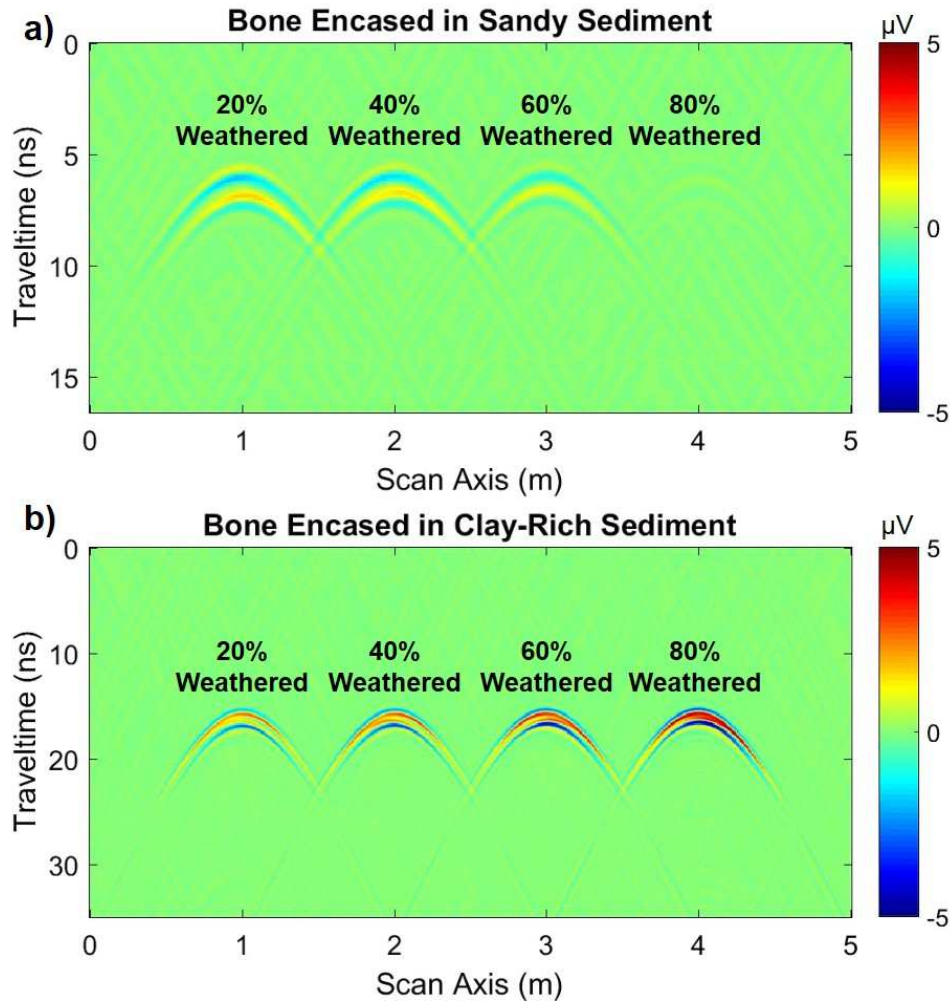 a)
Bone Encased in Sandy Sediment
µV
0
5
10
15
Traveltime (ns)
20%
Weathered
40%
Weathered
60%
Weathered
80%
Weathered
0 1 2 3 4 5
Scan Axis (m)
5
0
-5
b)
Bone Encased in Clay-Rich Sediment
µV
0
10
20
30
Traveltime (ns)
20%
Weathered
40%
Weathered
60%
Weathered
80%
Weathered
0 1 2 3 4 5
Scan Axis (m)
5
0
-5